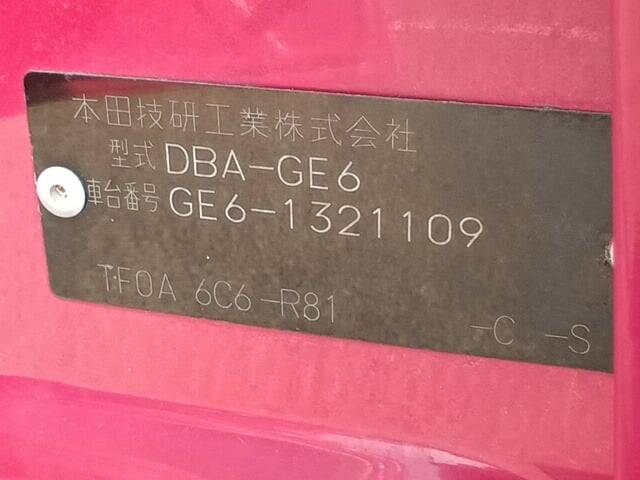 本田技研工業株式会社
型式 DBA-GE6
車台番号 GE6-1321109
TF0A 6C6-R81 -C -S